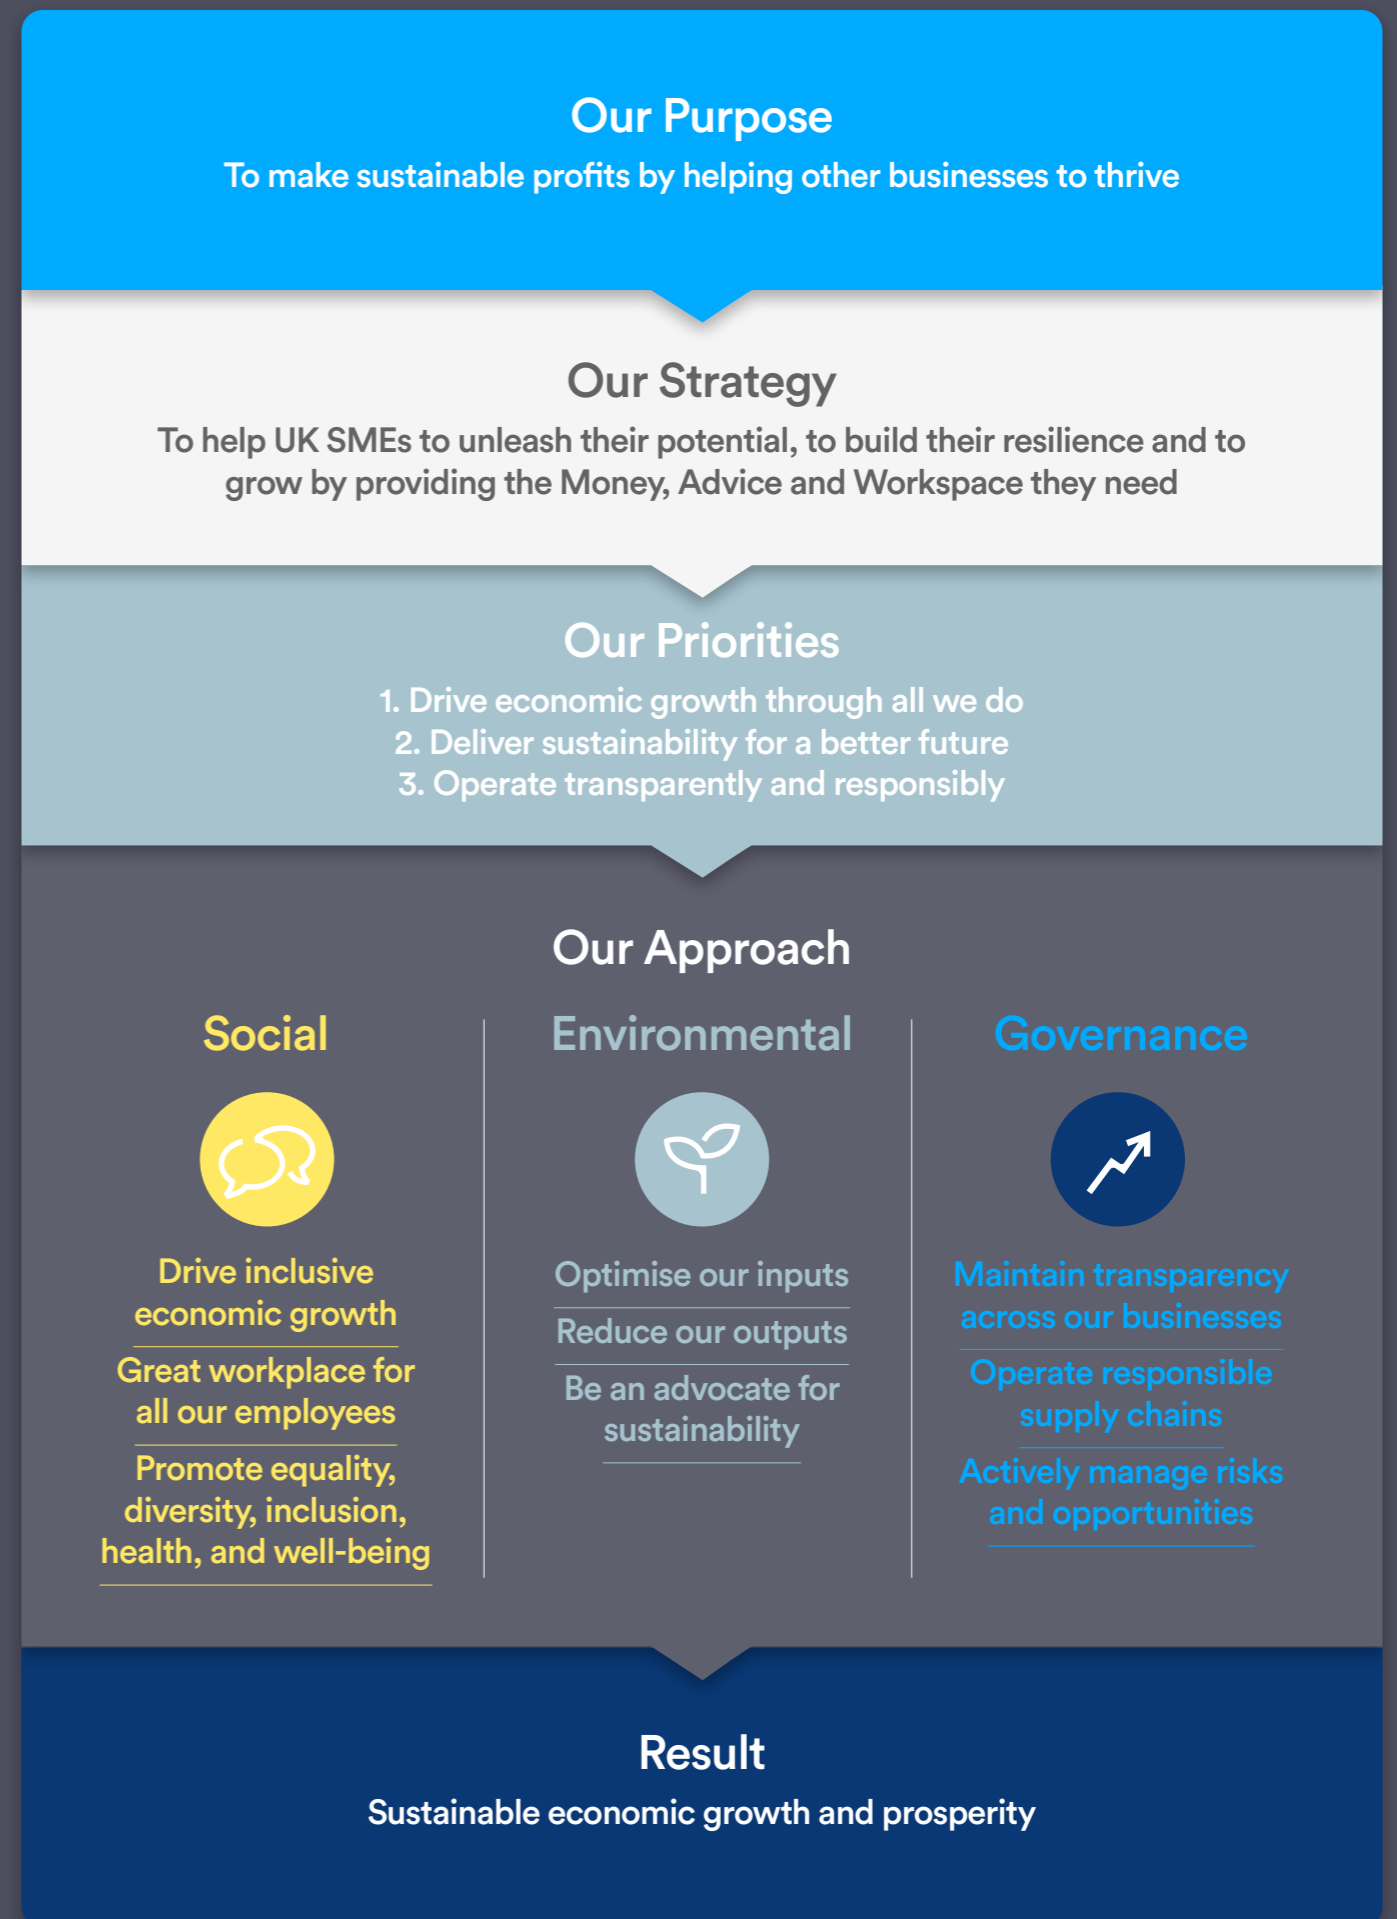 Our Purpose
To make sustainable profits by helping other businesses to thrive
Our Strategy
To help UK SMEs to unleash their potential, to build their resilience and to
grow by providing the Money, Advice and Workspace they need
Our Priorities
1. Drive economic growth through all we do
2. Deliver sustainability for a better future
3. Operate transparently and responsibly
Our Approach
Social
Drive inclusive
economic growth
Great workplace for
all our employees
Promote equality,
diversity, inclusion,
health, and well-being
Environmental
Optimise our inputs
Reduce our outputs
Be an advocate for
sustainability
Governance
Maintain transparency
across our businesses
Operate responsible
supply chains
Actively manage risks
and opportunities
Result
Sustainable economic growth and prosperity